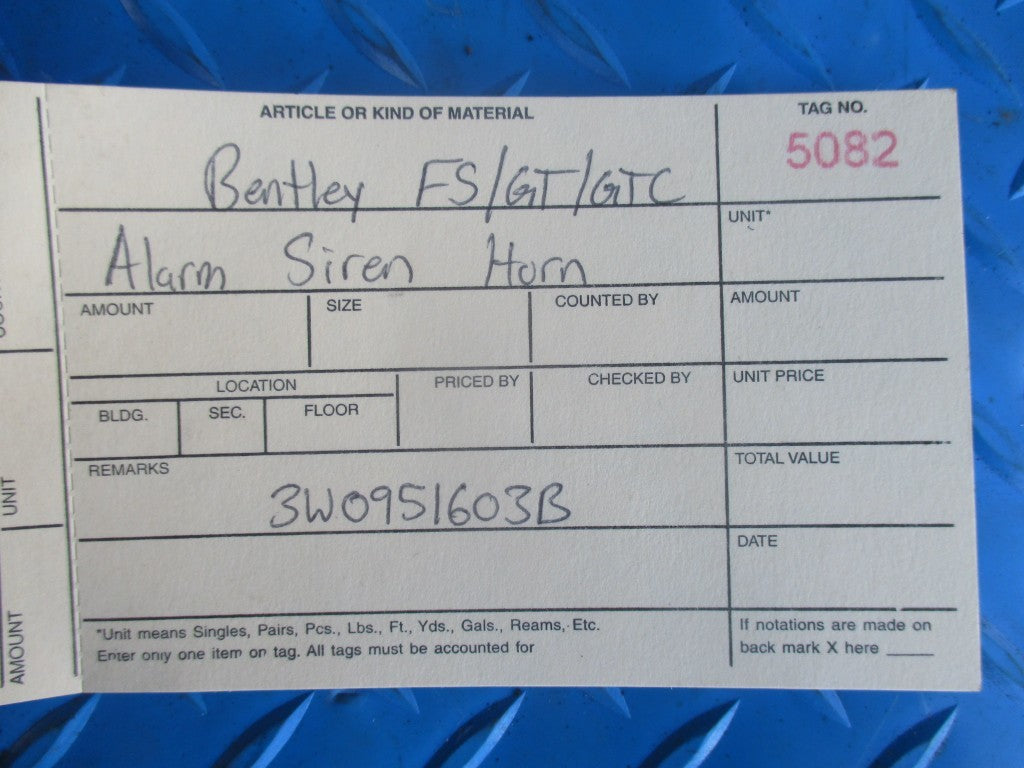 ARTICLE OR KIND OF MATERIAL
TAG NO.
Bentley FS/GT/GTC
5082
UNIT*
Alarm Siren Horn
AMOUNT
SIZE
COUNTED BY
AMOUNT
LOCATION
PRICED BY
CHECKED BY
UNIT PRICE
BLDG.
SEC.
FLOOR
REMARKS
TOTAL VALUE
3W0951603B
DATE
*Unit means Singles, Pairs, Pcs., Lbs., Ft., Yds., Gals., Reams, Etc.
Enter only one item on tag. All tags must be accounted for
If notations are made on
back mark X here ____
UNIT
AMOUNT